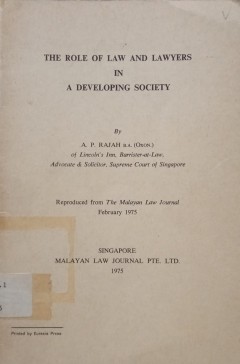 THE ROLE OF LAW AND LAWYERS
IN
A DEVELOPING SOCIETY
By
A. P. RAJAH B.A. (OXON.)
of Lincoln's Inn, Barrister-at-Law,
Advocate & Solicitor, Supreme Court of Singapore
Reproduced from The Malayan Law Journal
February 1975
SINGAPORE
MALAYAN LAW JOURNAL PTE. LTD.
1975
Printed by Eurasia Press